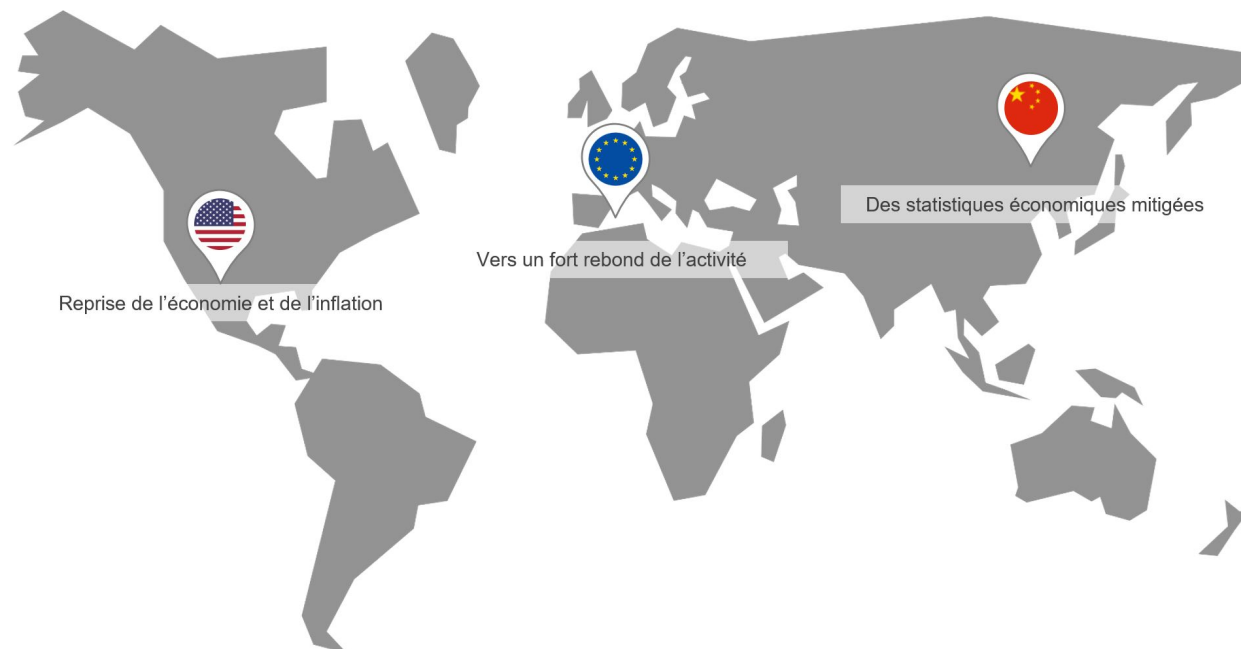 Reprise de l’économie et de l’inflation
Vers un fort rebond de l’activité
Des statistiques économiques mitigées